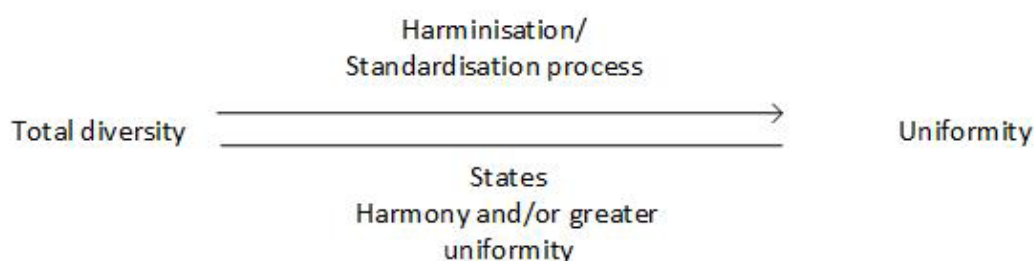 Harminisation/
Standardisation process
Total diversity
Uniformity
States
Harmony and/or greater
uniformity